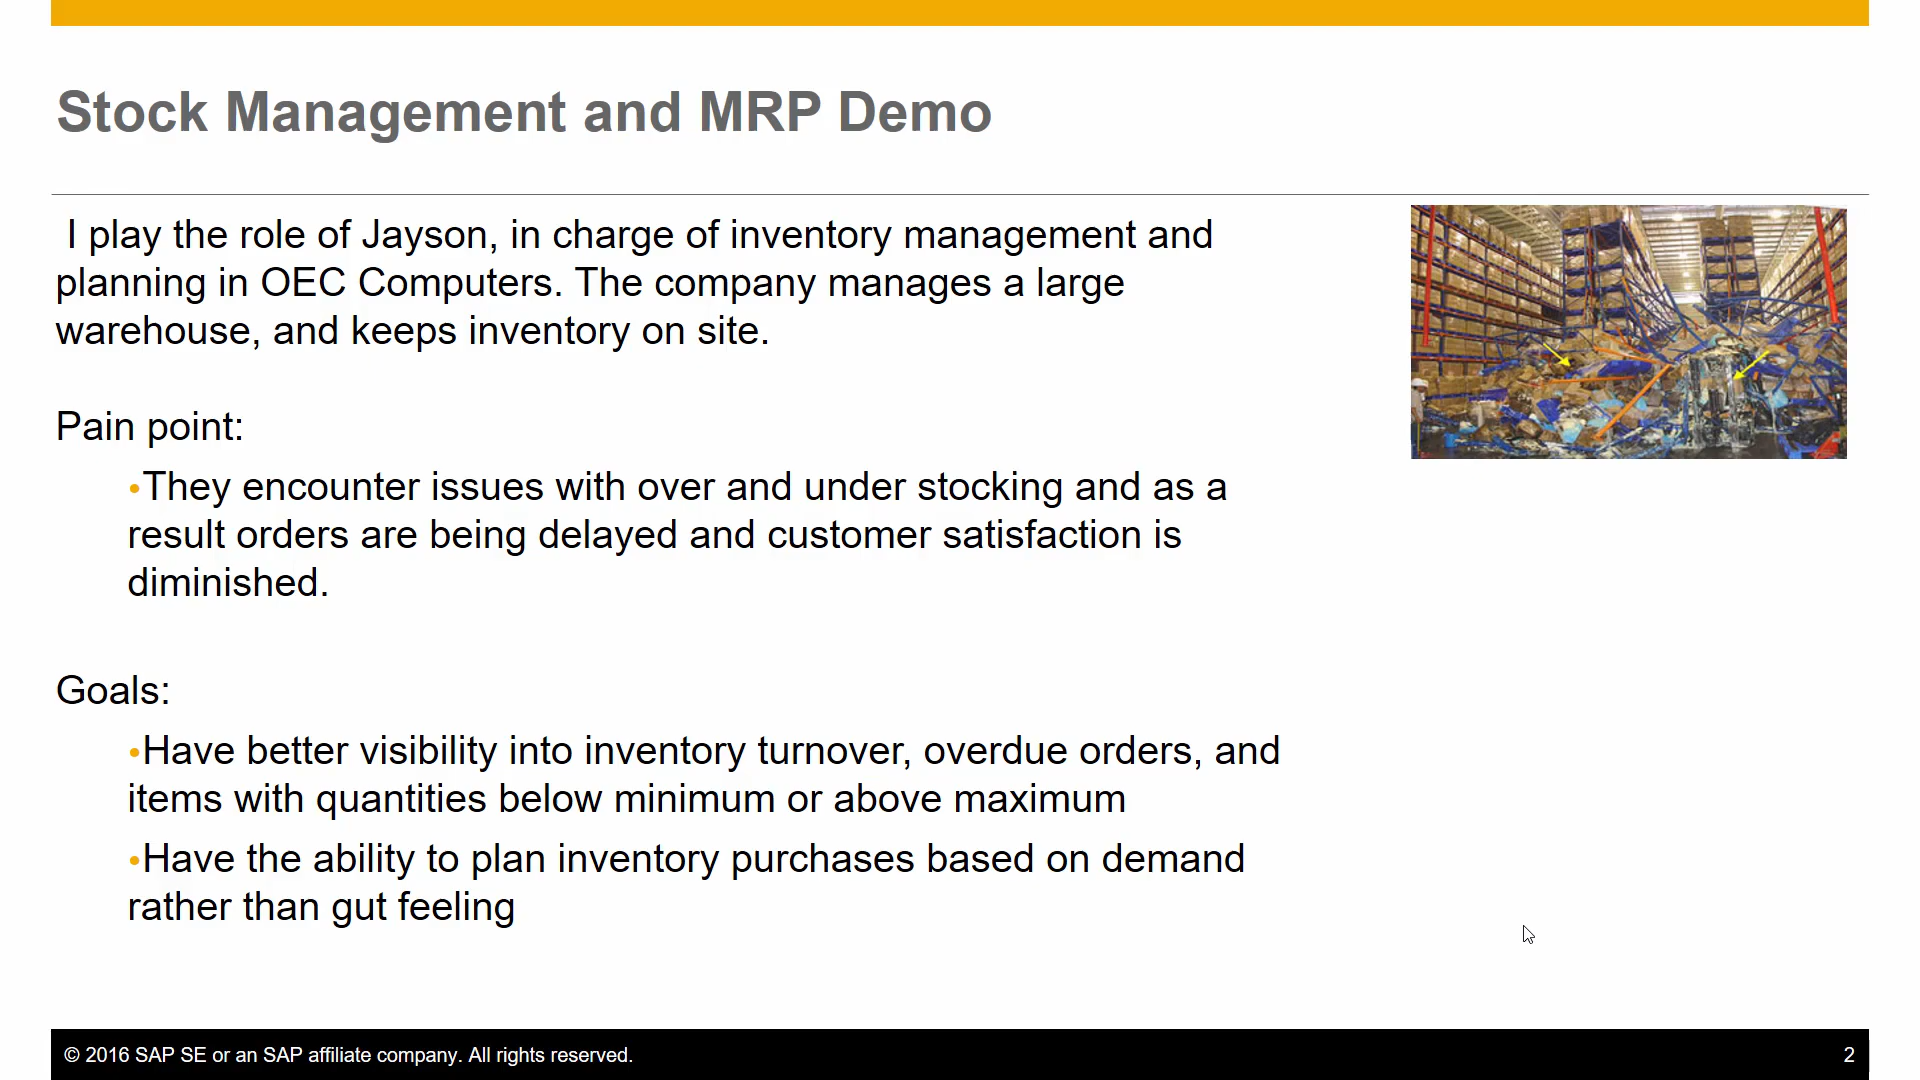 Stock Management and MRP Demo
I play the role of Jayson, in charge of inventory management and
planning in OEC Computers. The company manages a large
warehouse, and keeps inventory on site.
Pain point:
•They encounter issues with over and under stocking and as a
result orders are being delayed and customer satisfaction is
diminished.
Goals:
•Have better visibility into inventory turnover, overdue orders, and
items with quantities below minimum or above maximum
•Have the ability to plan inventory purchases based on demand
rather than gut feeling
© 2016 SAP SE or an SAP affiliate company. All rights reserved.
2